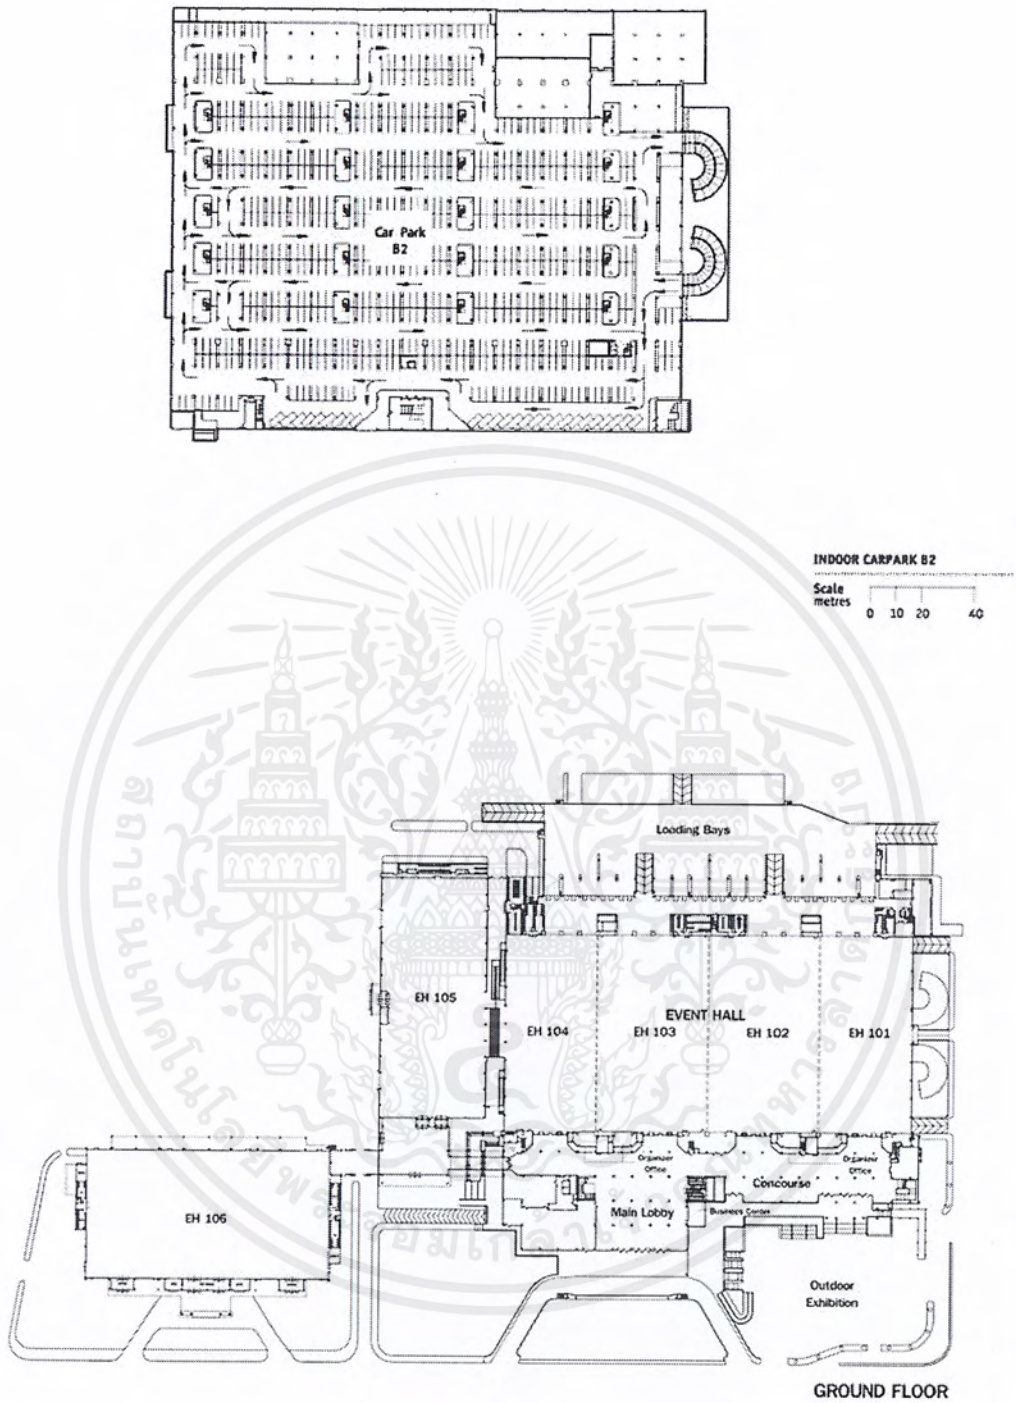 Car Park
B2
INDOOR CARPARK B2
Scale
metres
0 10 20 40
Loading Bays
EH 105
EVENT HALL
EH 104
EH 103
EH 102
EH 101
Organizer
Office
Organizer
Office
Concourse
EH 106
Main Lobby
Business Center
Outdoor
Exhibition
GROUND FLOOR